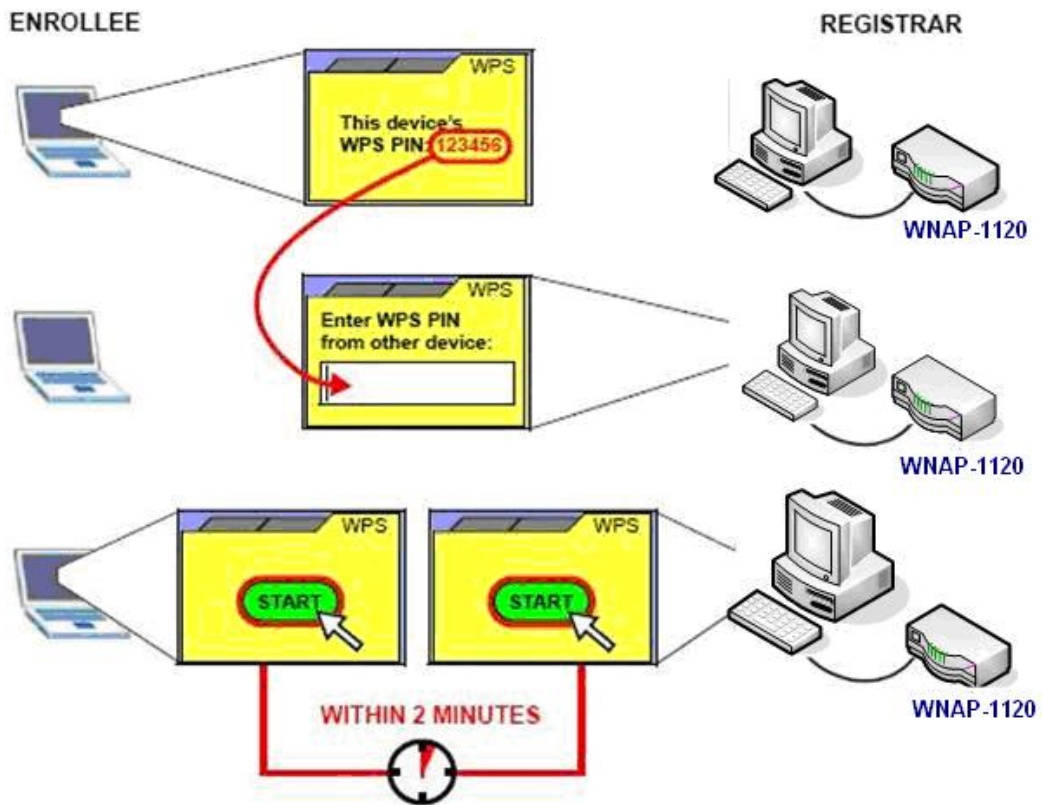 ENROLLEE
REGISTRAR
WPS
This device's
WPS PIN: 123456
WNAP-1120
WPS
Enter WPS PIN
from other device:
WNAP-1120
WPS
START
WPS
START
WITHIN 2 MINUTES
WNAP-1120